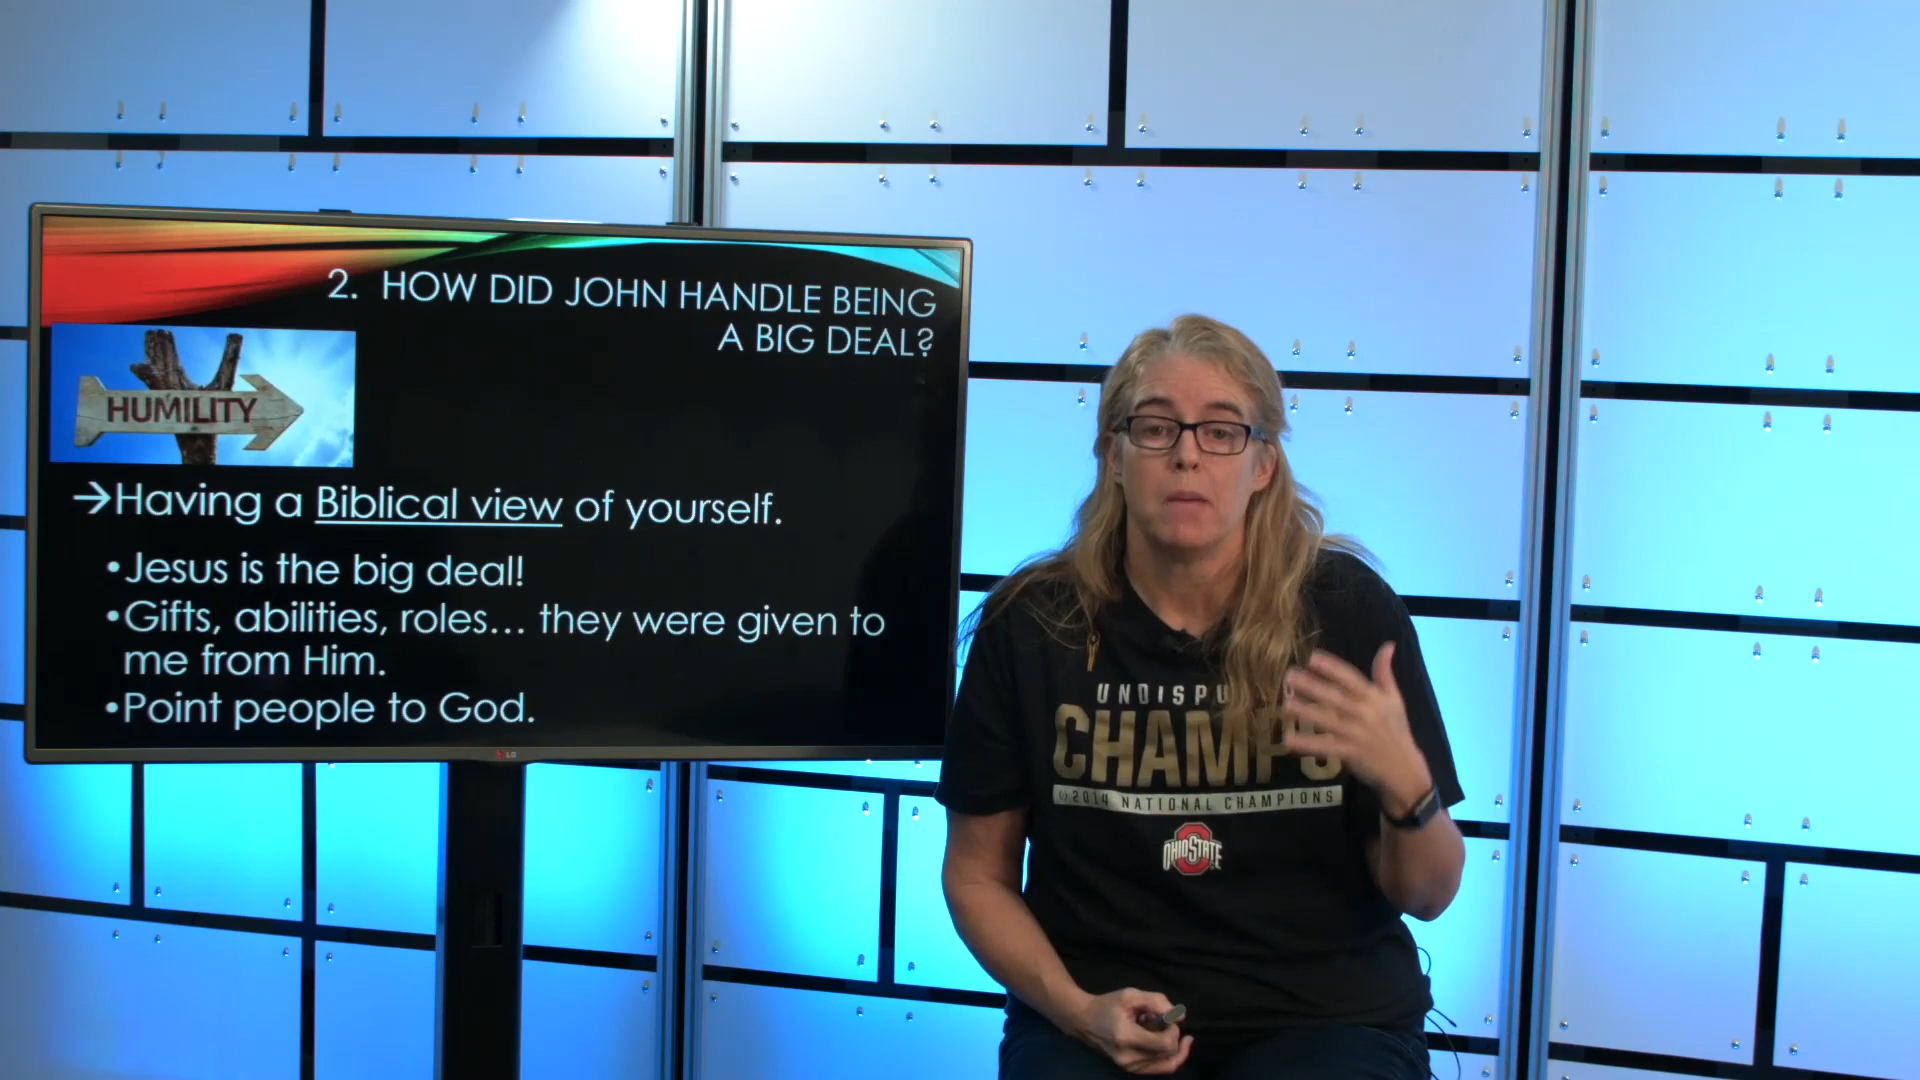 2. HOW DID JOHN HANDLE BEING
A BIG DEAL?
HUMILITY
→Having a Biblical view of yourself.
•Jesus is the big deal!
•Gifts, abilities, roles... they were given to
me from Him.
•Point people to God.
LG
CHAMPS
2014 NATIONAL CHAMPIONS
OHIO STATE